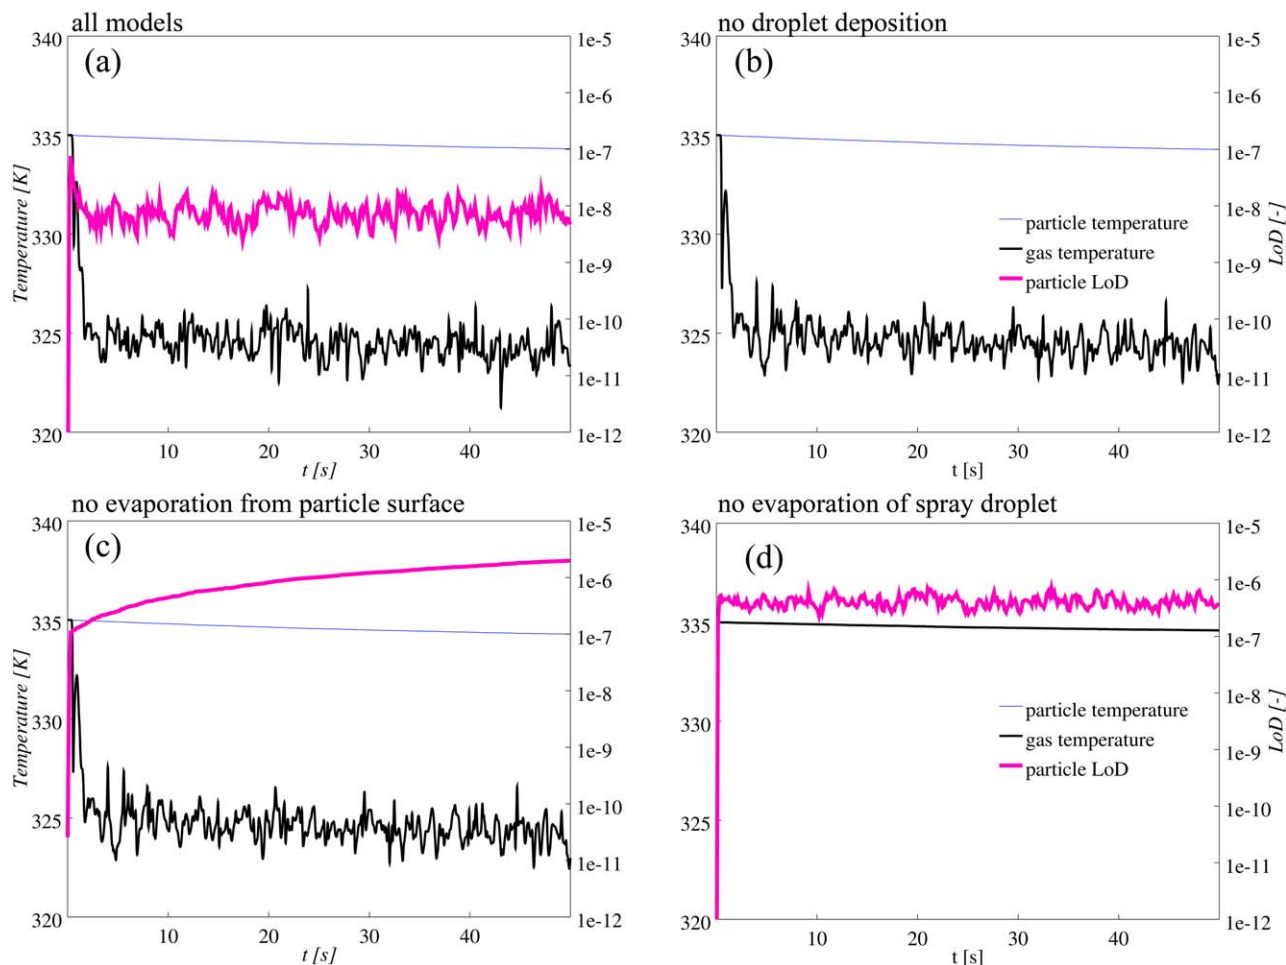 all models
(a)
340
335
330
325
320
Temperature [K]
1e-5
1e-6
1e-7
1e-8
1e-9
1e-10
1e-11
1e-12
10
20
30
40
t [s]
no droplet deposition
(b)
340
335
330
325
320
1e-5
1e-6
1e-7
1e-8
1e-9
1e-10
1e-11
1e-12
LoD [-]
particle temperature
gas temperature
particle LoD
10
20
30
40
t [s]
no evaporation from particle surface
(c)
340
335
330
325
320
Temperature [K]
1e-5
1e-6
1e-7
1e-8
1e-9
1e-10
1e-11
1e-12
10
20
30
40
t [s]
no evaporation of spray droplet
(d)
340
335
330
325
320
1e-5
1e-6
1e-7
1e-8
1e-9
1e-10
1e-11
1e-12
LoD [-]
particle temperature
gas temperature
particle LoD
10
20
30
40
t [s]